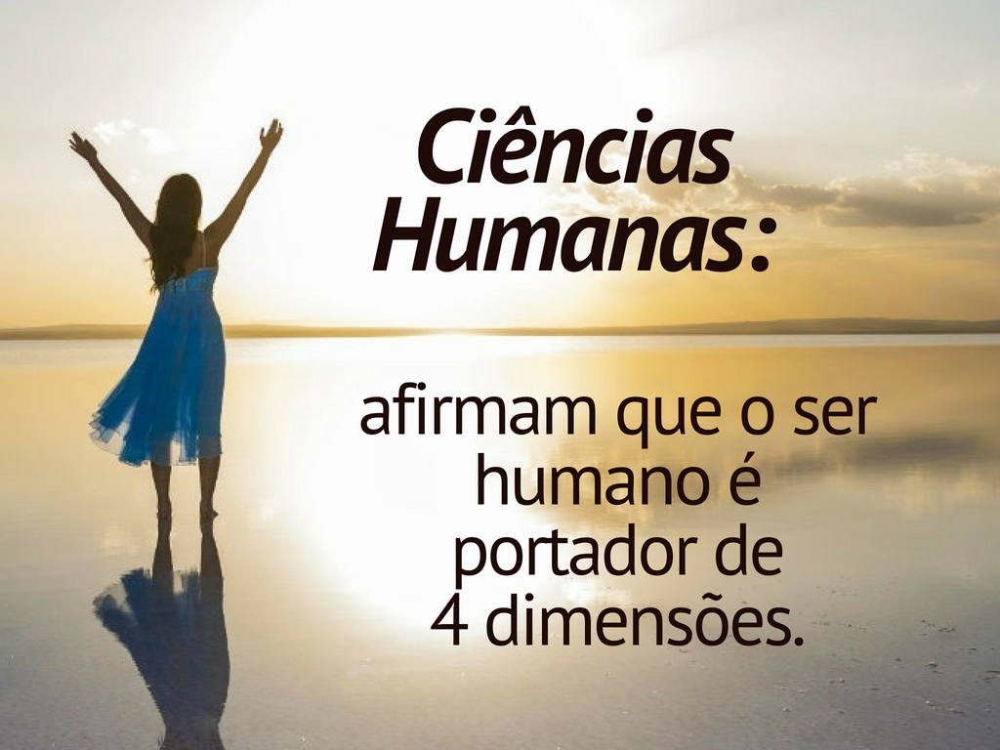 Ciências
Humanas:
afirmam que o ser
humano é
portador de
4 dimensões.